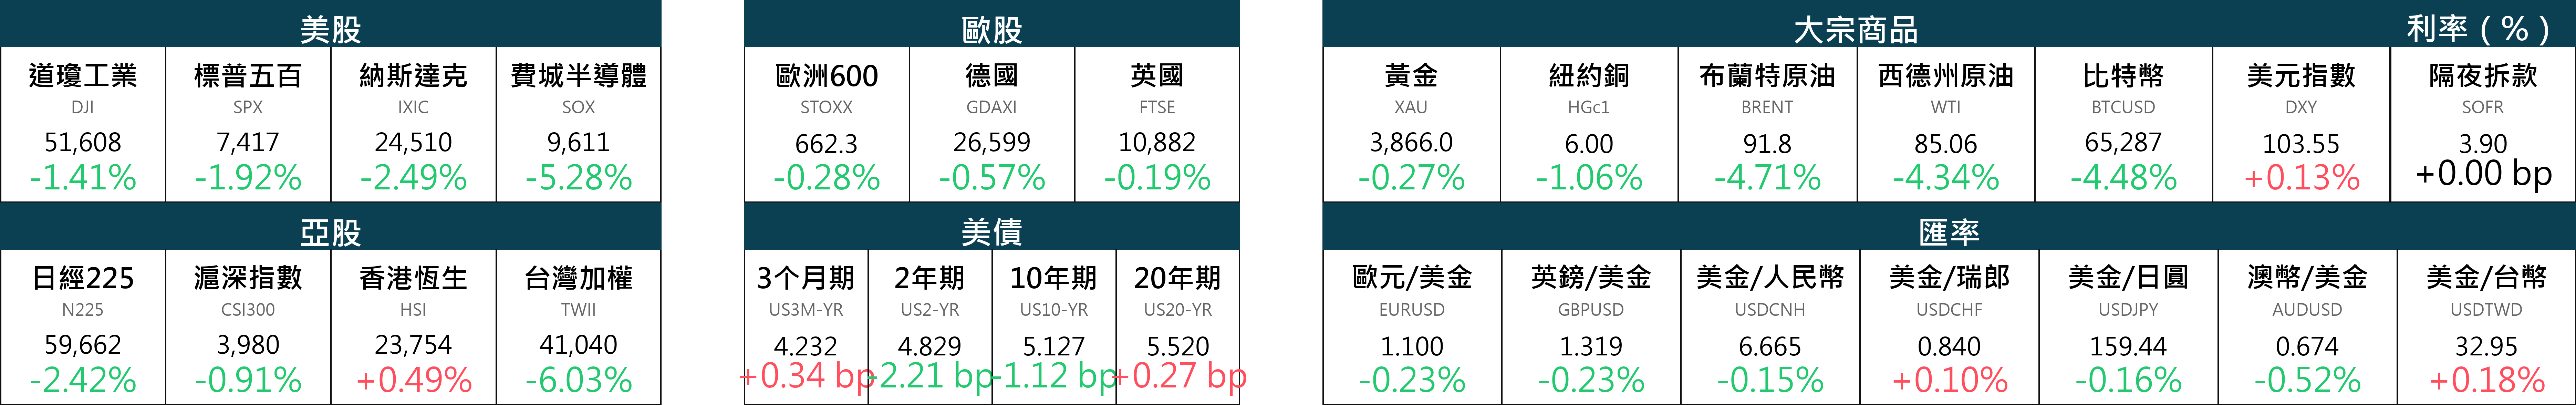 美股
道瓊工業 標普五百 納斯達克 費城半導體
DJI SPX IXIC SOX
51,608 7,417 24,510 9,611
-1.41% -1.92% -2.49% -5.28%
歐股
歐洲600 德國 英國
STOXX GDAXI FTSE
662.3 26,599 10,882
-0.28% -0.57% -0.19%
大宗商品 利率(%)
黃金 紐約銅 布蘭特原油 西德州原油 比特幣 美元指數 隔夜拆款
XAU HGc1 BRENT WTI BTCUSD DXY SOFR
3,866.0 6.00 91.8 85.06 65,287 103.55 3.90
-0.27% -1.06% -4.71% -4.34% -4.48% +0.13% +0.00 bp
亞股
日經225 滬深指數 香港恆生 台灣加權
N225 CSI300 HSI TWII
59,662 3,980 23,754 41,040
-2.42% -0.91% +0.49% -6.03%
美債
3个月期 2年期 10年期 20年期
US3M-YR US2-YR US10-YR US20-YR
4.232 4.829 5.127 5.520
+0.34 bp -2.21 bp -1.12 bp +0.27 bp
匯率
歐元/美金 英鎊/美金 美金/人民幣 美金/瑞郎 美金/日圓 澳幣/美金 美金/台幣
EURUSD GBPUSD USDCNH USDCHF USDJPY AUDUSD USDTWD
1.100 1.319 6.665 0.840 159.44 0.674 32.95
-0.23% -0.23% -0.15% +0.10% -0.16% -0.52% +0.18%